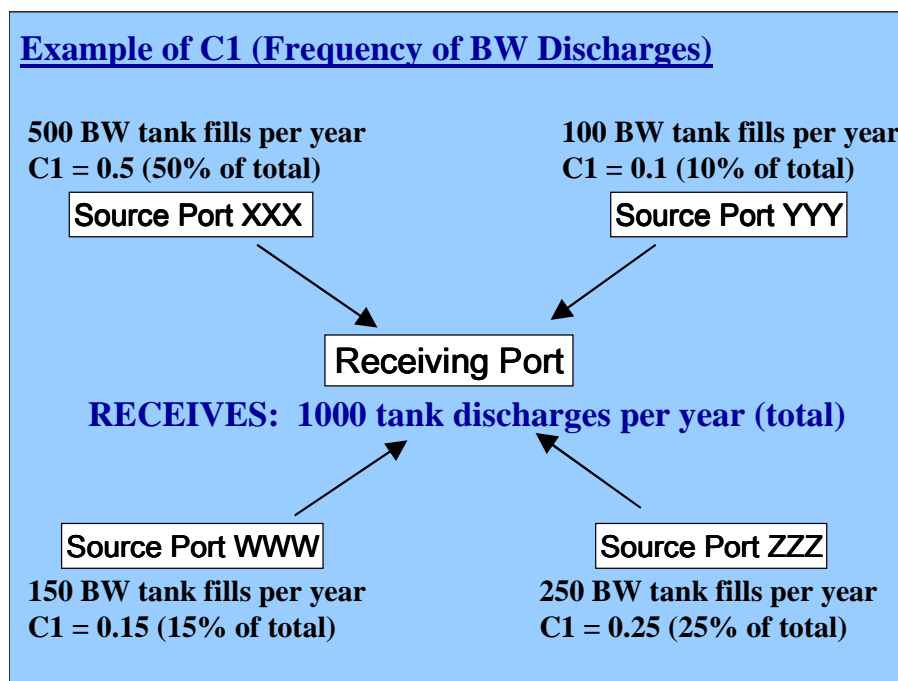 Example of C1 (Frequency of BW Discharges)
500 BW tank fills per year
C1 = 0.5 (50% of total)
Source Port XXX
100 BW tank fills per year
C1 = 0.1 (10% of total)
Source Port YYY
Receiving Port
RECEIVES: 1000 tank discharges per year (total)
Source Port WWW
150 BW tank fills per year
C1 = 0.15 (15% of total)
Source Port ZZZ
250 BW tank fills per year
C1 = 0.25 (25% of total)